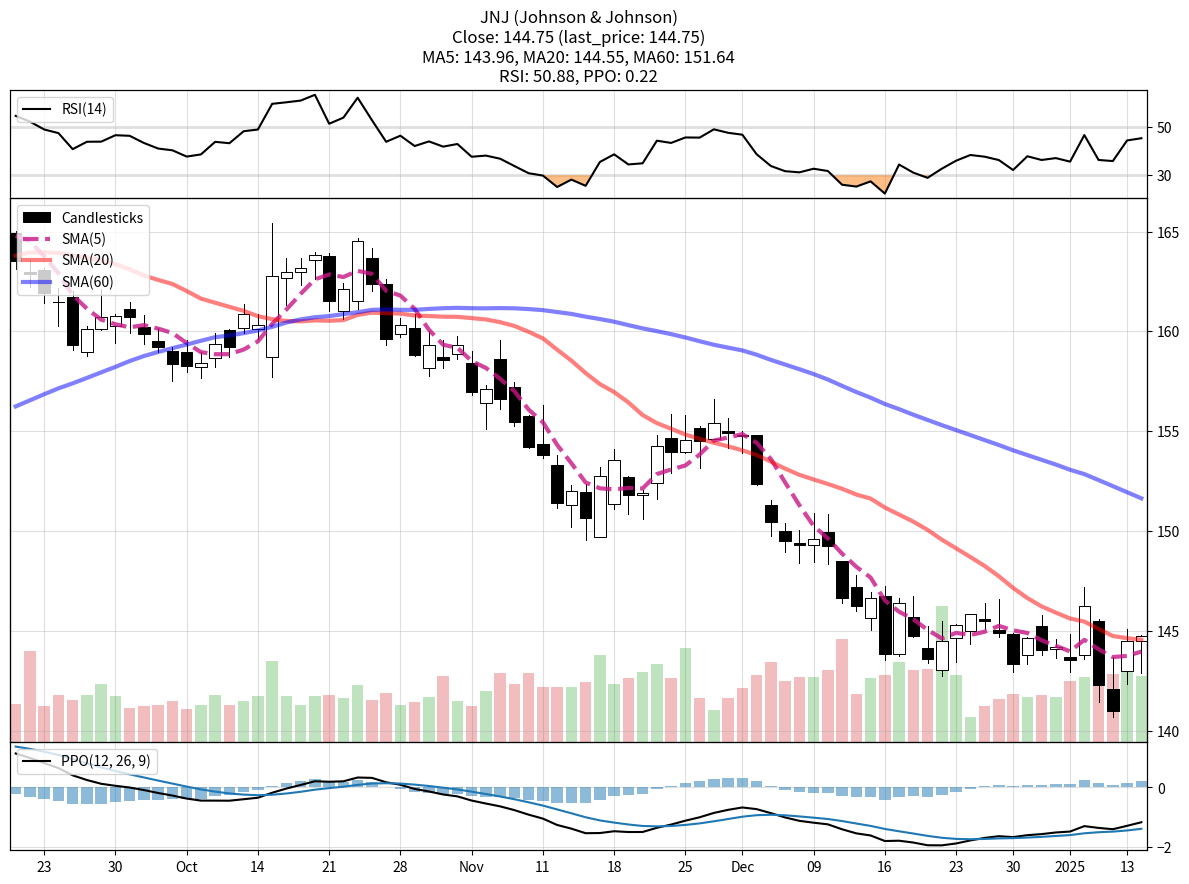 JNJ (Johnson & Johnson)
Close: 144.75 (last_price: 144.75)
MA5: 143.96, MA20: 144.55, MA60: 151.64
RSI: 50.88, PPO: 0.22
RSI(14)
50
30
Candlesticks
SMA(5)
SMA(20)
SMA(60)
165
160
155
150
145
140
PPO(12, 26, 9)
0
−2
23 30 Oct 14 21 28 Nov 11 18 25 Dec 09 16 23 30 2025 13